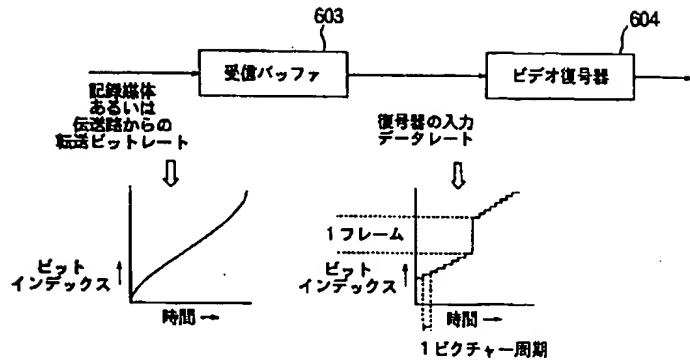 603
604
受信バッファ
ビデオ復号器
記録媒体
あるいは
伝送路からの
転送ビットレート
復号器の入力
データレート
ビット
インデックス
時間
1フレーム
ビット
インデックス
時間
1ピクチャー周期